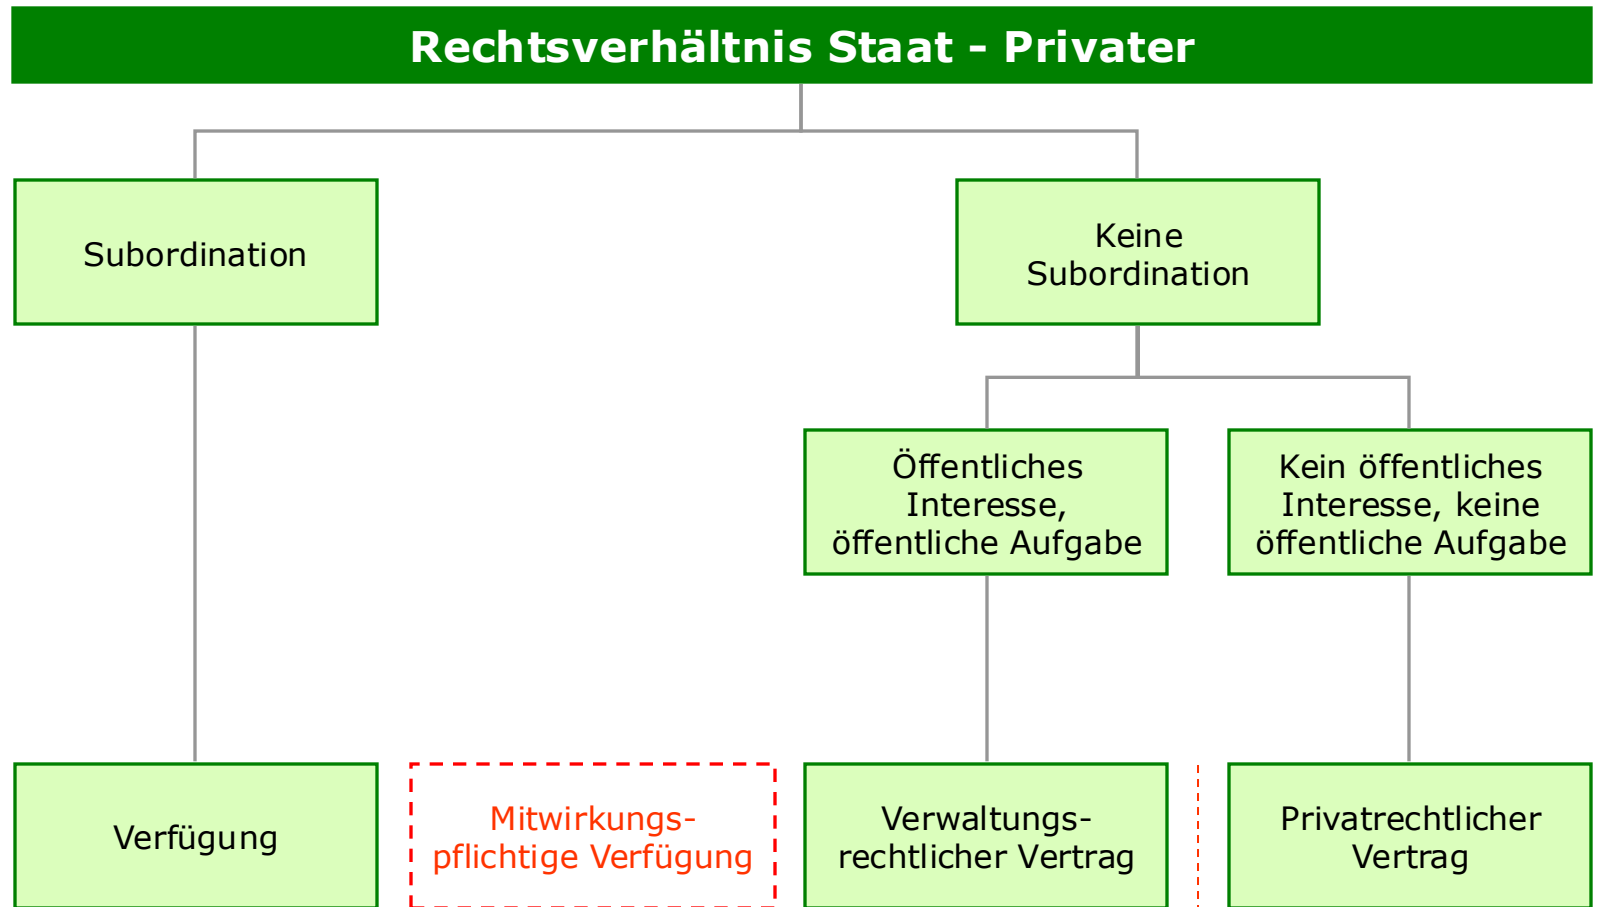 Rechtsverhältnis Staat – Privater
Subordination
Keine
Subordination
Öffentliches
Interesse,
öffentliche Aufgabe
Kein öffentliches
Interesse, keine
öffentliche Aufgabe
Verfügung
Mitwirkungs-
pflichtige Verfügung
Verwaltungs-
rechtlicher Vertrag
Privatrechtlicher
Vertrag